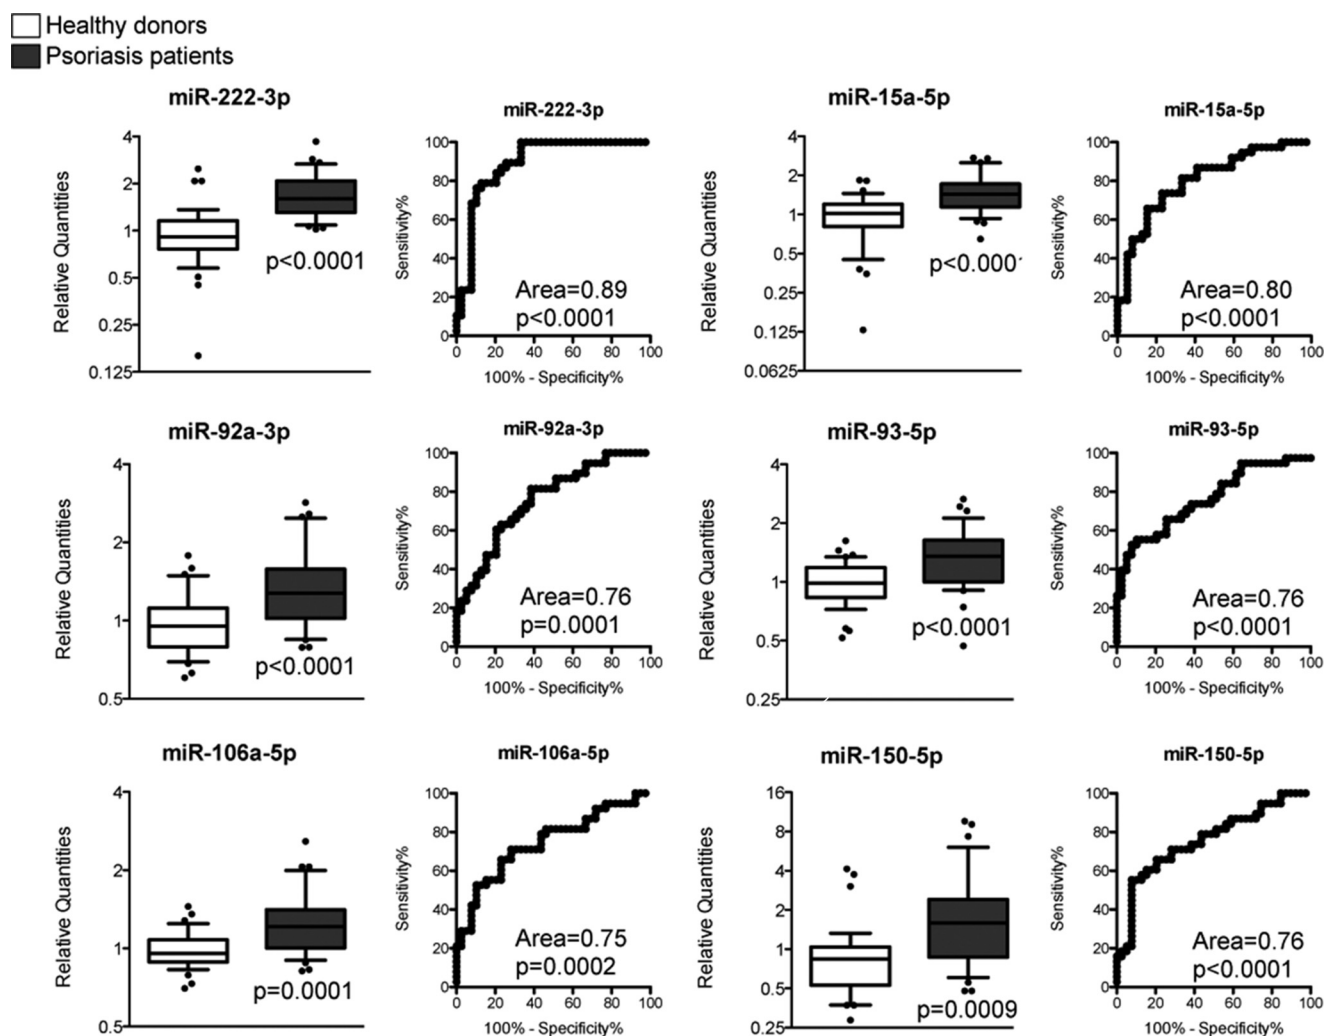 Healthy donors
Psoriasis patients
miR-222-3p
Relative Quantities
4
2
1
0.5
0.25
0.125
p<0.0001
miR-222-3p
Sensitivity%
100
80
60
40
20
0
Area=0.89
p<0.0001
0 20 40 60 80 100
100% - Specificity%
miR-15a-5p
Relative Quantities
4
2
1
0.5
0.25
0.125
0.0625
p<0.000
miR-15a-5p
Sensitivity%
100
80
60
40
20
0
Area=0.80
p<0.0001
0 20 40 60 80 100
100% - Specificity%
miR-92a-3p
Relative Quantities
4
2
1
0.5
p<0.0001
miR-92a-3p
Sensitivity%
100
80
60
40
20
0
Area=0.76
p=0.0001
0 20 40 60 80 100
100% - Specificity%
miR-93-5p
Relative Quantities
4
2
1
0.5
0.25
p<0.0001
miR-93-5p
Sensitivity%
100
80
60
40
20
0
Area=0.76
p<0.0001
0 20 40 60 80 100
100% - Specificity%
miR-106a-5p
Relative Quantities
4
2
1
0.5
p=0.0001
miR-106a-5p
Sensitivity%
100
80
60
40
20
0
Area=0.75
p=0.0002
0 20 40 60 80 100
100% - Specificity%
miR-150-5p
Relative Quantities
16
8
4
2
1
0.5
0.25
p=0.0009
miR-150-5p
Sensitivity%
100
80
60
40
20
0
Area=0.76
p<0.0001
0 20 40 60 80 100
100% - Specificity%